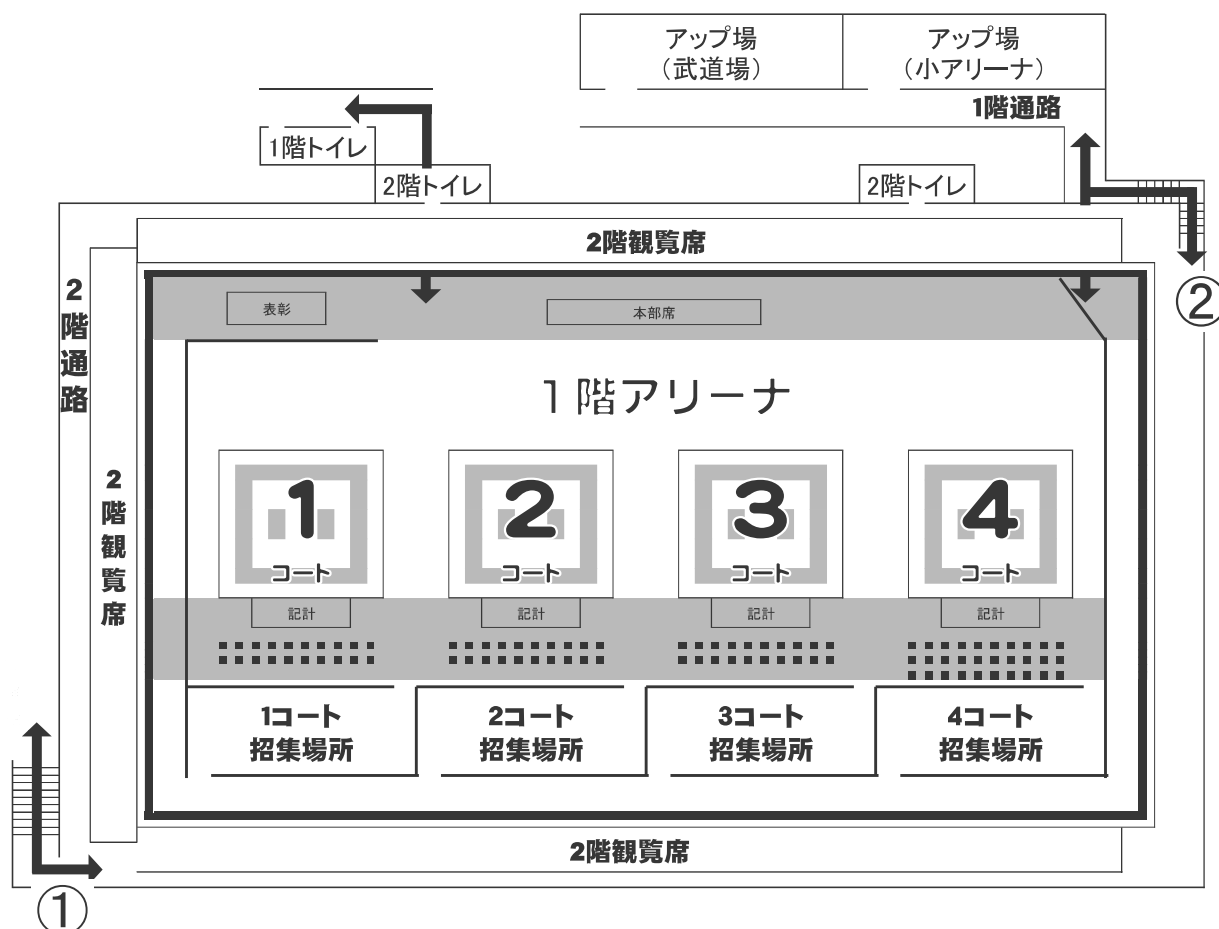 アップ場
（武道場）
アップ場
（小アリーナ）
1階通路
1階トイレ
2階トイレ
2階トイレ
2階観覧席
2階通路
②
表彰
本部席
1階アリーナ
2階観覧席
1
コート
2
コート
3
コート
4
コート
記計
記計
記計
記計
1コート
招集場所
2コート
招集場所
3コート
招集場所
4コート
招集場所
2階観覧席
①